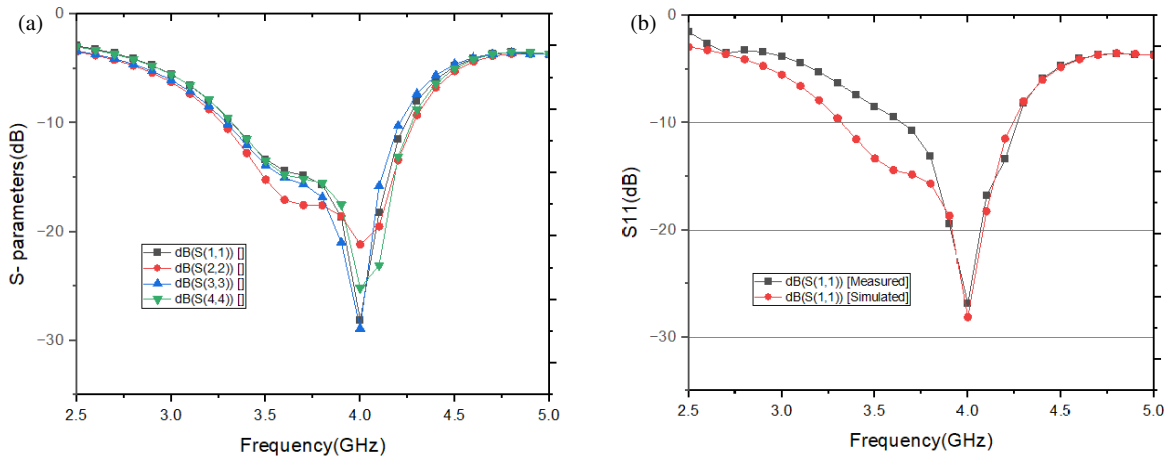 (a)
0
−10
−20
−30
S- parameters(dB)
dB(S(1,1)) []
dB(S(2,2)) []
dB(S(3,3)) []
dB(S(4,4)) []
2.5 3.0 3.5 4.0 4.5 5.0
Frequency(GHz)
(b)
0
−10
−20
−30
S11(dB)
dB(S(1,1)) [Measured]
dB(S(1,1)) [Simulated]
2.5 3.0 3.5 4.0 4.5 5.0
Frequency(GHz)